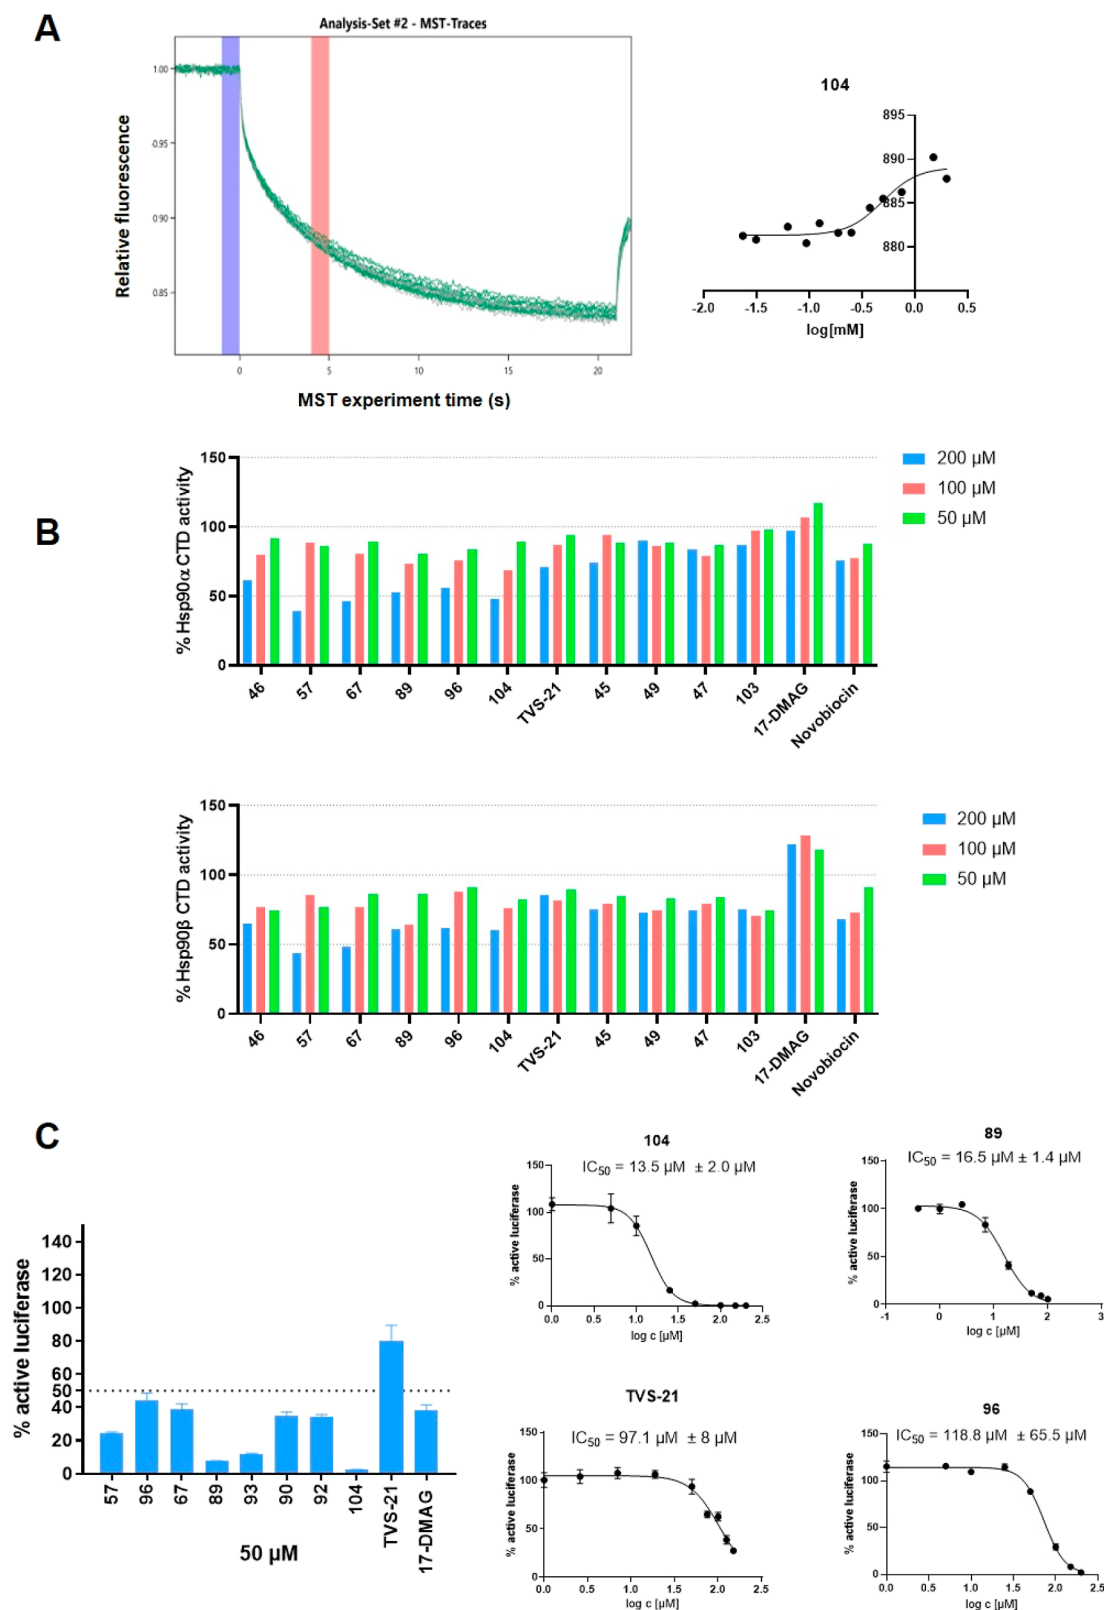 A
Analysis-Set #2 - MST-Traces
Relative fluorescence
1.00
0.95
0.90
0.85
0 5 10 15 20
MST experiment time (s)
104
895
890
885
880
-2.0 -1.5 -1.0 -0.5 0.0 0.5
log[mM]
B
% Hsp90α CTD activity
150
100
50
0
46 57 67 89 96 104 TVS-21 45 49 47 103 17-DMAG Novobiocin
200 µM
100 µM
50 µM
% Hsp90β CTD activity
150
100
50
0
46 57 67 89 96 104 TVS-21 45 49 47 103 17-DMAG Novobiocin
200 µM
100 µM
50 µM
C
% active luciferase
140
120
100
80
60
50
40
20
0
57 96 67 89 93 90 92 104 TVS-21 17-DMAG
50 µM
104
IC50 = 13.5 µM ± 2.0 µM
% active luciferase
150
100
50
0
0.0 0.5 1.0 1.5 2.0 2.5
log c [µM]
89
IC50 = 16.5 µM ± 1.4 µM
% active luciferase
150
100
50
0
-1 0 1 2 3
log c [µM]
TVS-21
IC50 = 97.1 µM ± 8 µM
% active luciferase
150
100
50
0
0.0 0.5 1.0 1.5 2.0 2.5
log c [µM]
96
IC50 = 118.8 µM ± 65.5 µM
% active luciferase
150
100
50
0
0.0 0.5 1.0 1.5 2.0 2.5
log c [µM]